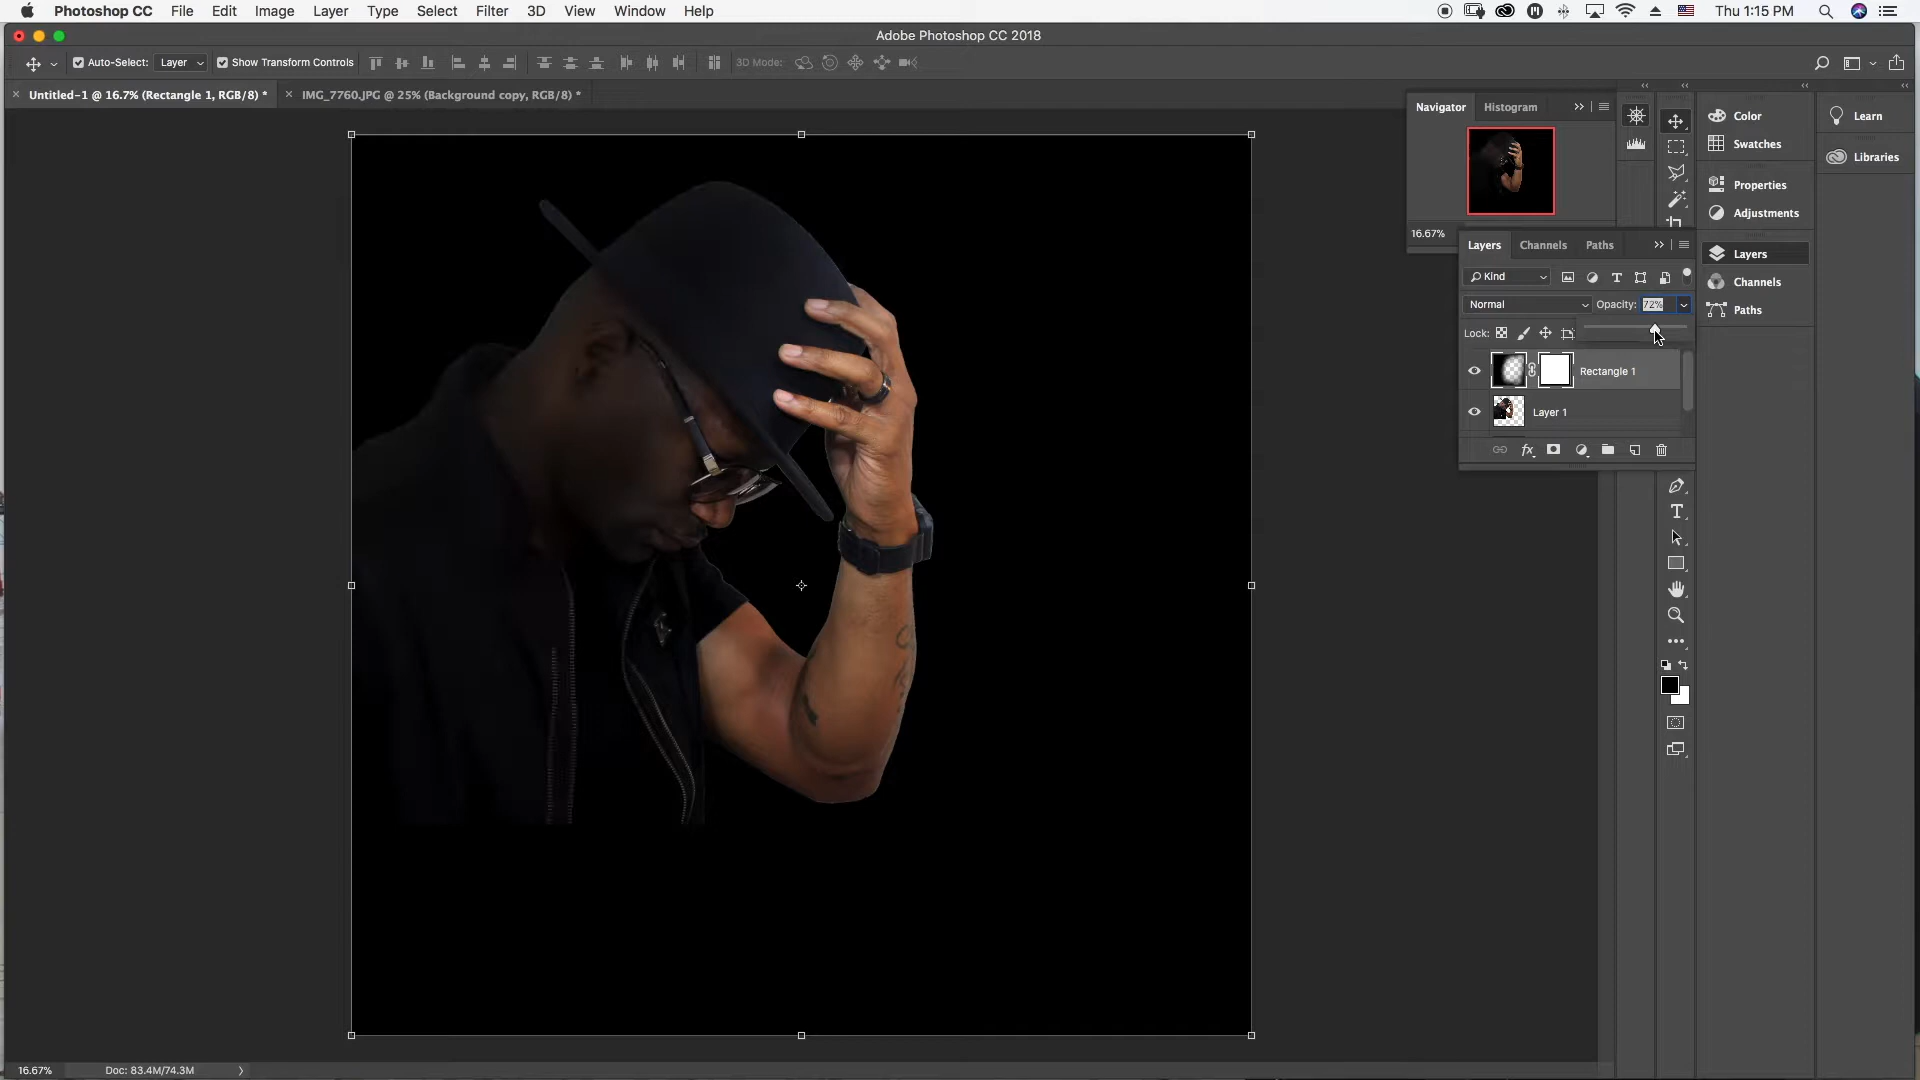 Photoshop CC File Edit Image Layer Type Select Filter 3D View Window Help Thu 1:15 PM
Adobe Photoshop CC 2018
Auto-Select: Layer Show Transform Controls 3D Mode:
× Untitled-1 @ 16.7% (Rectangle 1, RGB/8) * × IMG_7760.JPG @ 25% (Background copy, RGB/8) *
Navigator Histogram
Color
Learn
Swatches
Libraries
Properties
Adjustments
16.67%
Layers Channels Paths
Layers
Kind
Channels
Normal Opacity: 72%
Paths
Lock:
Rectangle 1
Layer 1
fx
16.67% Doc: 83.4M/74.3M